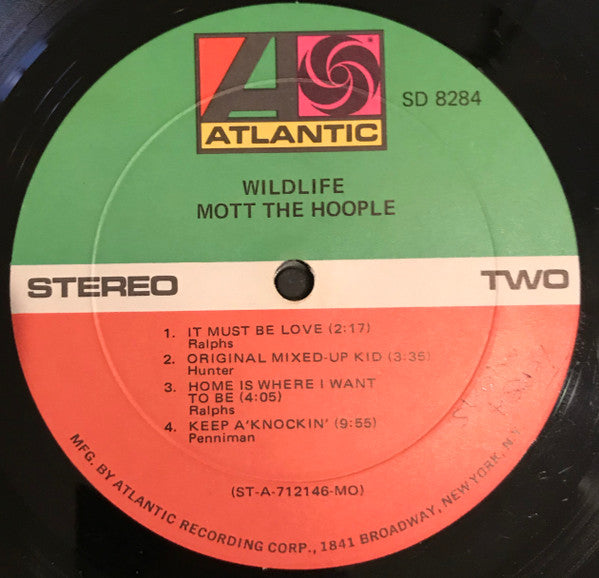 ATLANTIC
SD 8284
WILDLIFE
MOTT THE HOOPLE
STEREO
TWO
1. IT MUST BE LOVE (2:17)
Ralphs
2. ORIGINAL MIXED-UP KID (3:35)
Hunter
3. HOME IS WHERE I WANT
TO BE (4:05)
Ralphs
4. KEEP A'KNOCKIN' (9:55)
Penniman
(ST-A-712146-MO)
MFG. BY ATLANTIC RECORDING CORP., 1841 BROADWAY, NEW YORK, N.Y.